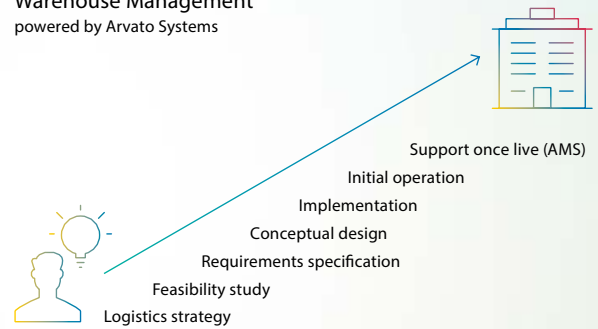 Warehouse Management
powered by Arvato Systems
Support once live (AMS)
Initial operation
Implementation
Conceptual design
Requirements specification
Feasibility study
Logistics strategy